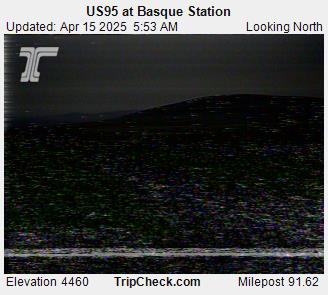 US95 at Basque Station
Updated: Apr 15 2025 5:53 AM Looking North
Elevation 4460 TripCheck.com Milepost 91.62